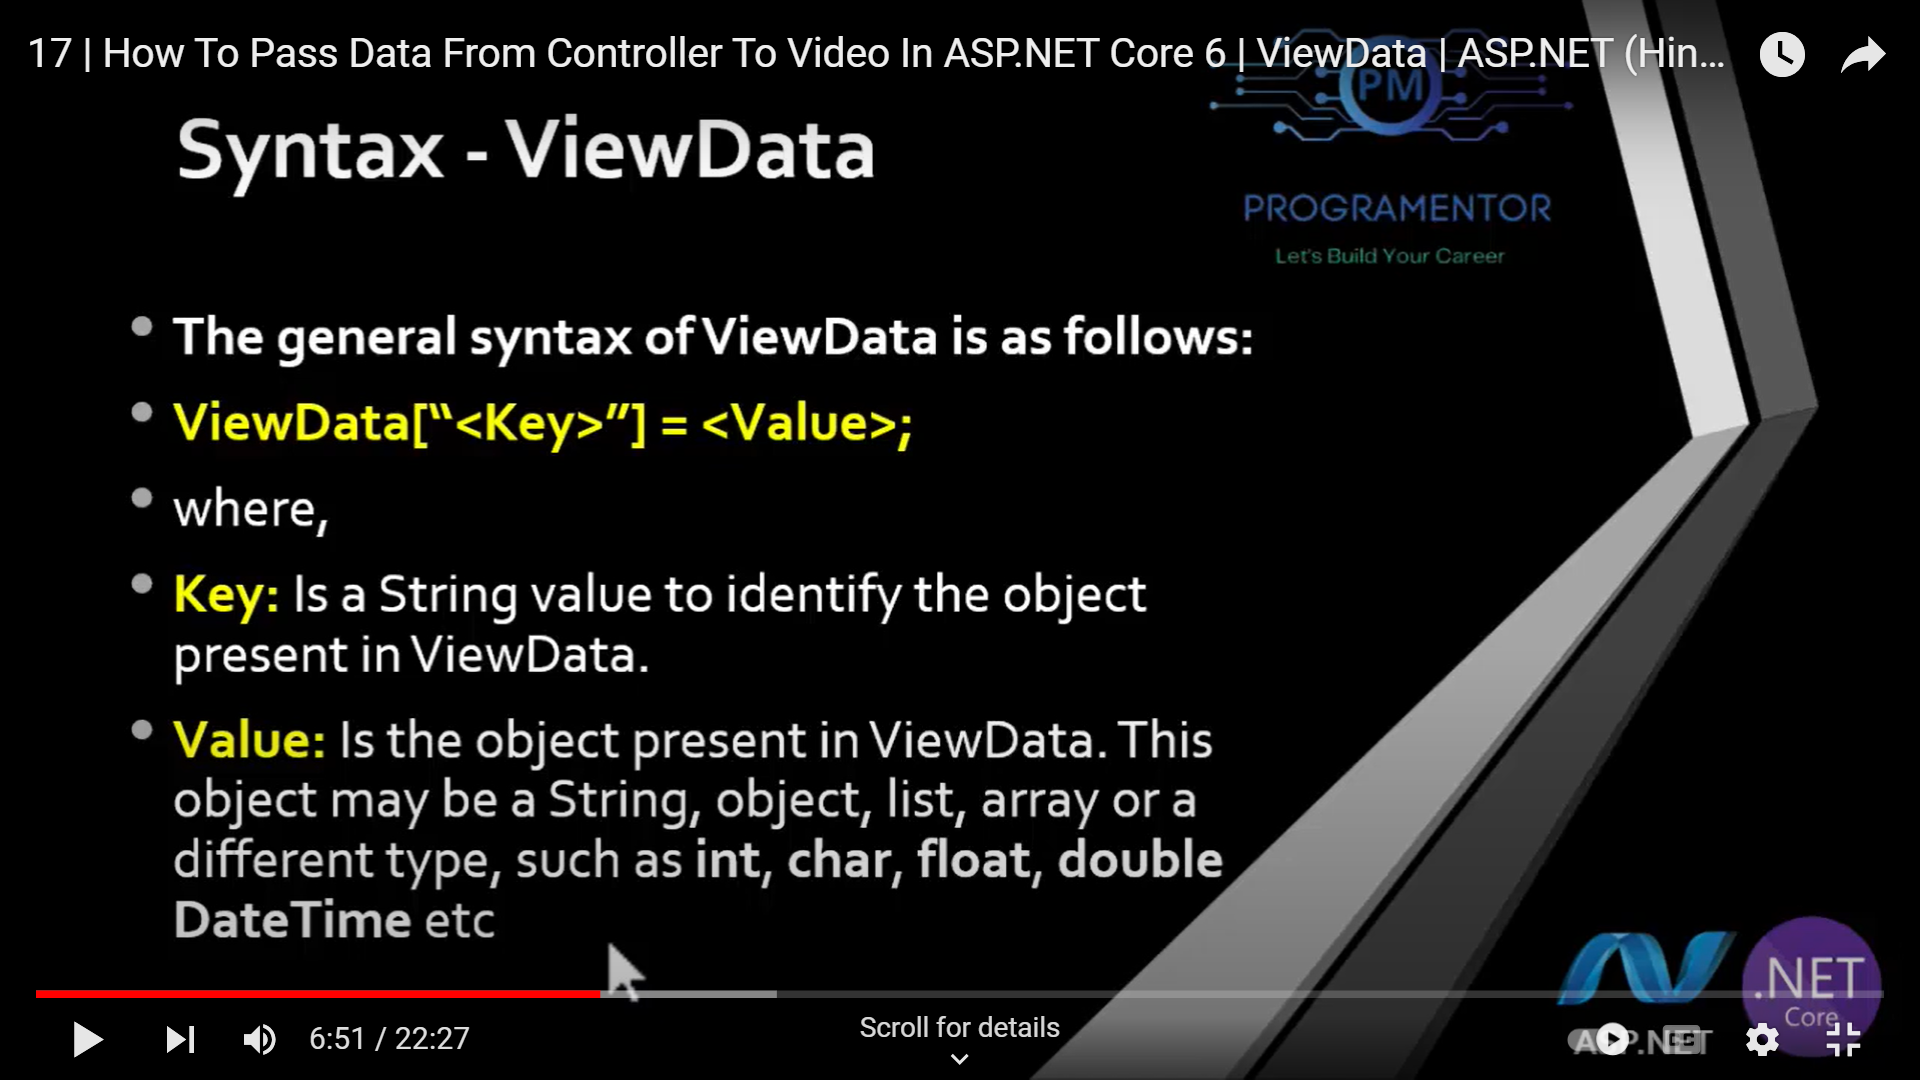 17 | How To Pass Data From Controller To Video In ASP.NET Core 6 | ViewData | ASP.NET (Hin...
PM
Syntax - ViewData
PROGRAMENTOR
Let's Build Your Career
• The general syntax of ViewData is as follows:
• ViewData[“<Key>”] = <Value>;
• where,
• Key: Is a String value to identify the object
present in ViewData.
• Value: Is the object present in ViewData. This
object may be a String, object, list, array or a
different type, such as int, char, float, double
DateTime etc
.NET
Core
6:51 / 22:27
Scroll for details
ASP.NET